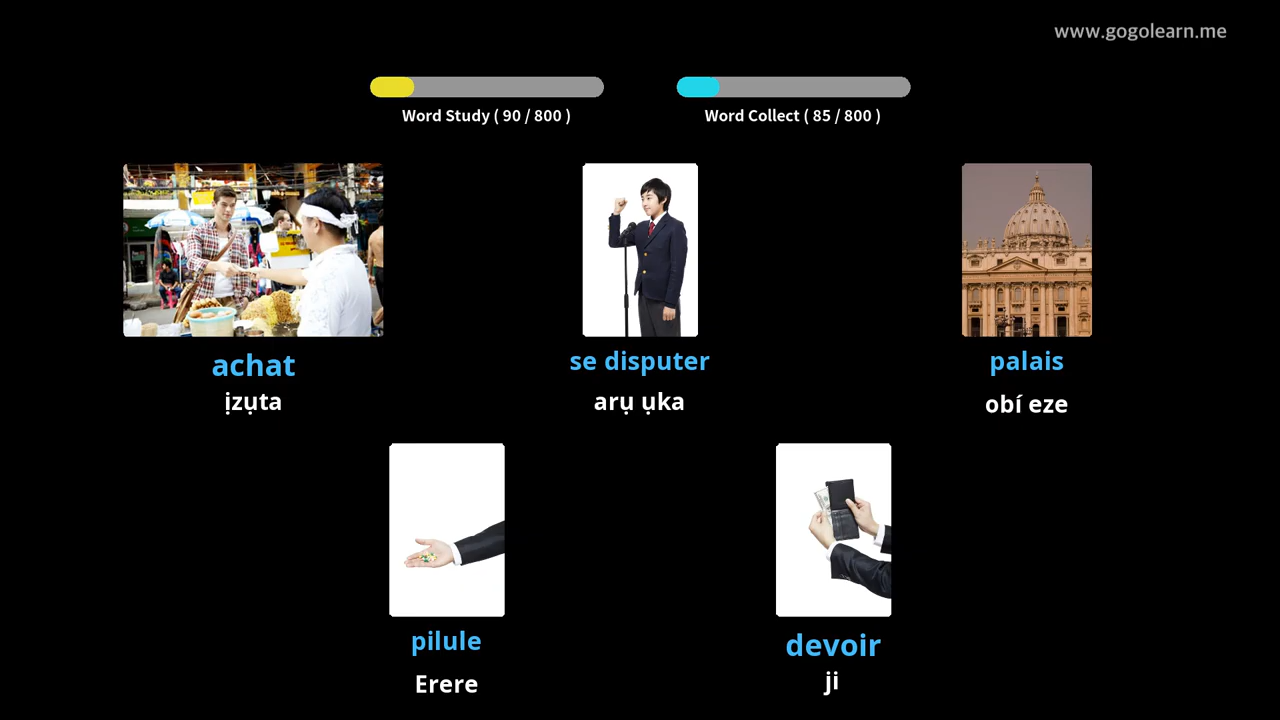 www.gogolearn.me
Word Study ( 90 / 800 )
Word Collect ( 85 / 800 )
achat
ịzụta
se disputer
arụ ụka
palais
obí eze
pilule
Erere
devoir
ji